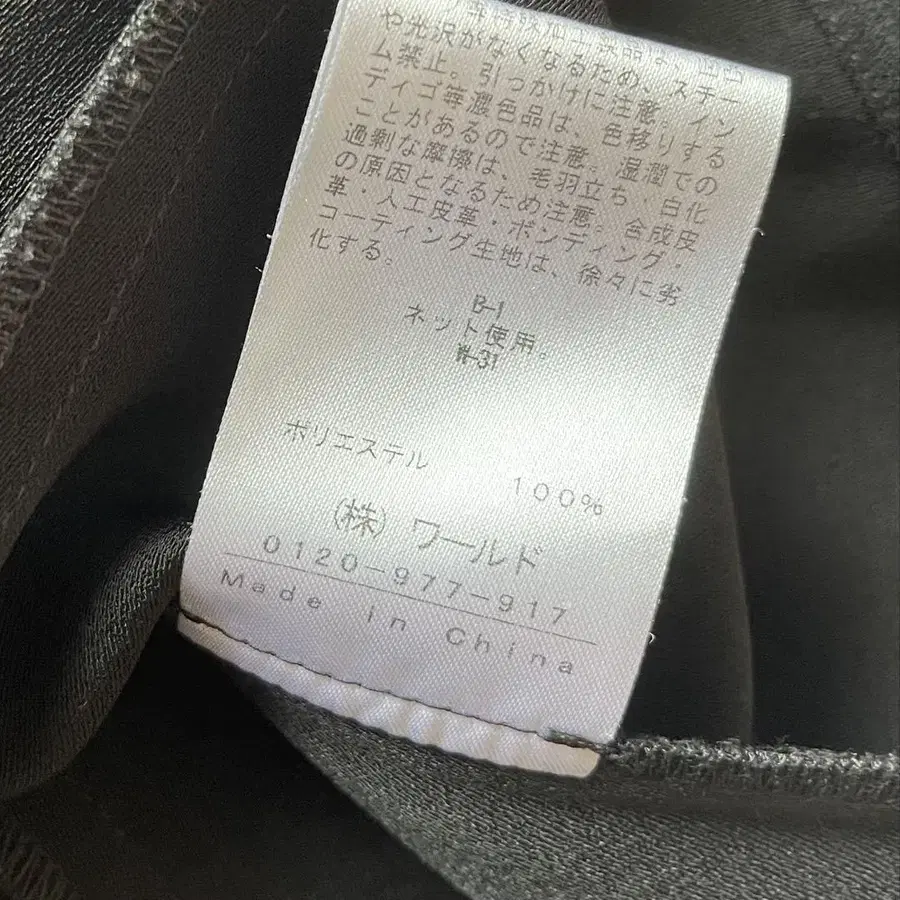 や光沢がなくなるため、スチー
ム禁止。引っかけに注意。イン
ディゴ等濃色品は、色移りする
ことがあるので注意。湿潤での
過剰な摩擦は、毛羽立ち、白化
の原因となるため注意。合成皮
革・人工皮革・ボンディング・
コーティング生地は、徐々に劣
化する。
B-1
ネット使用。
W-31
ポリエステル
100%
(株)ワールド
0120-977-917
Made in China